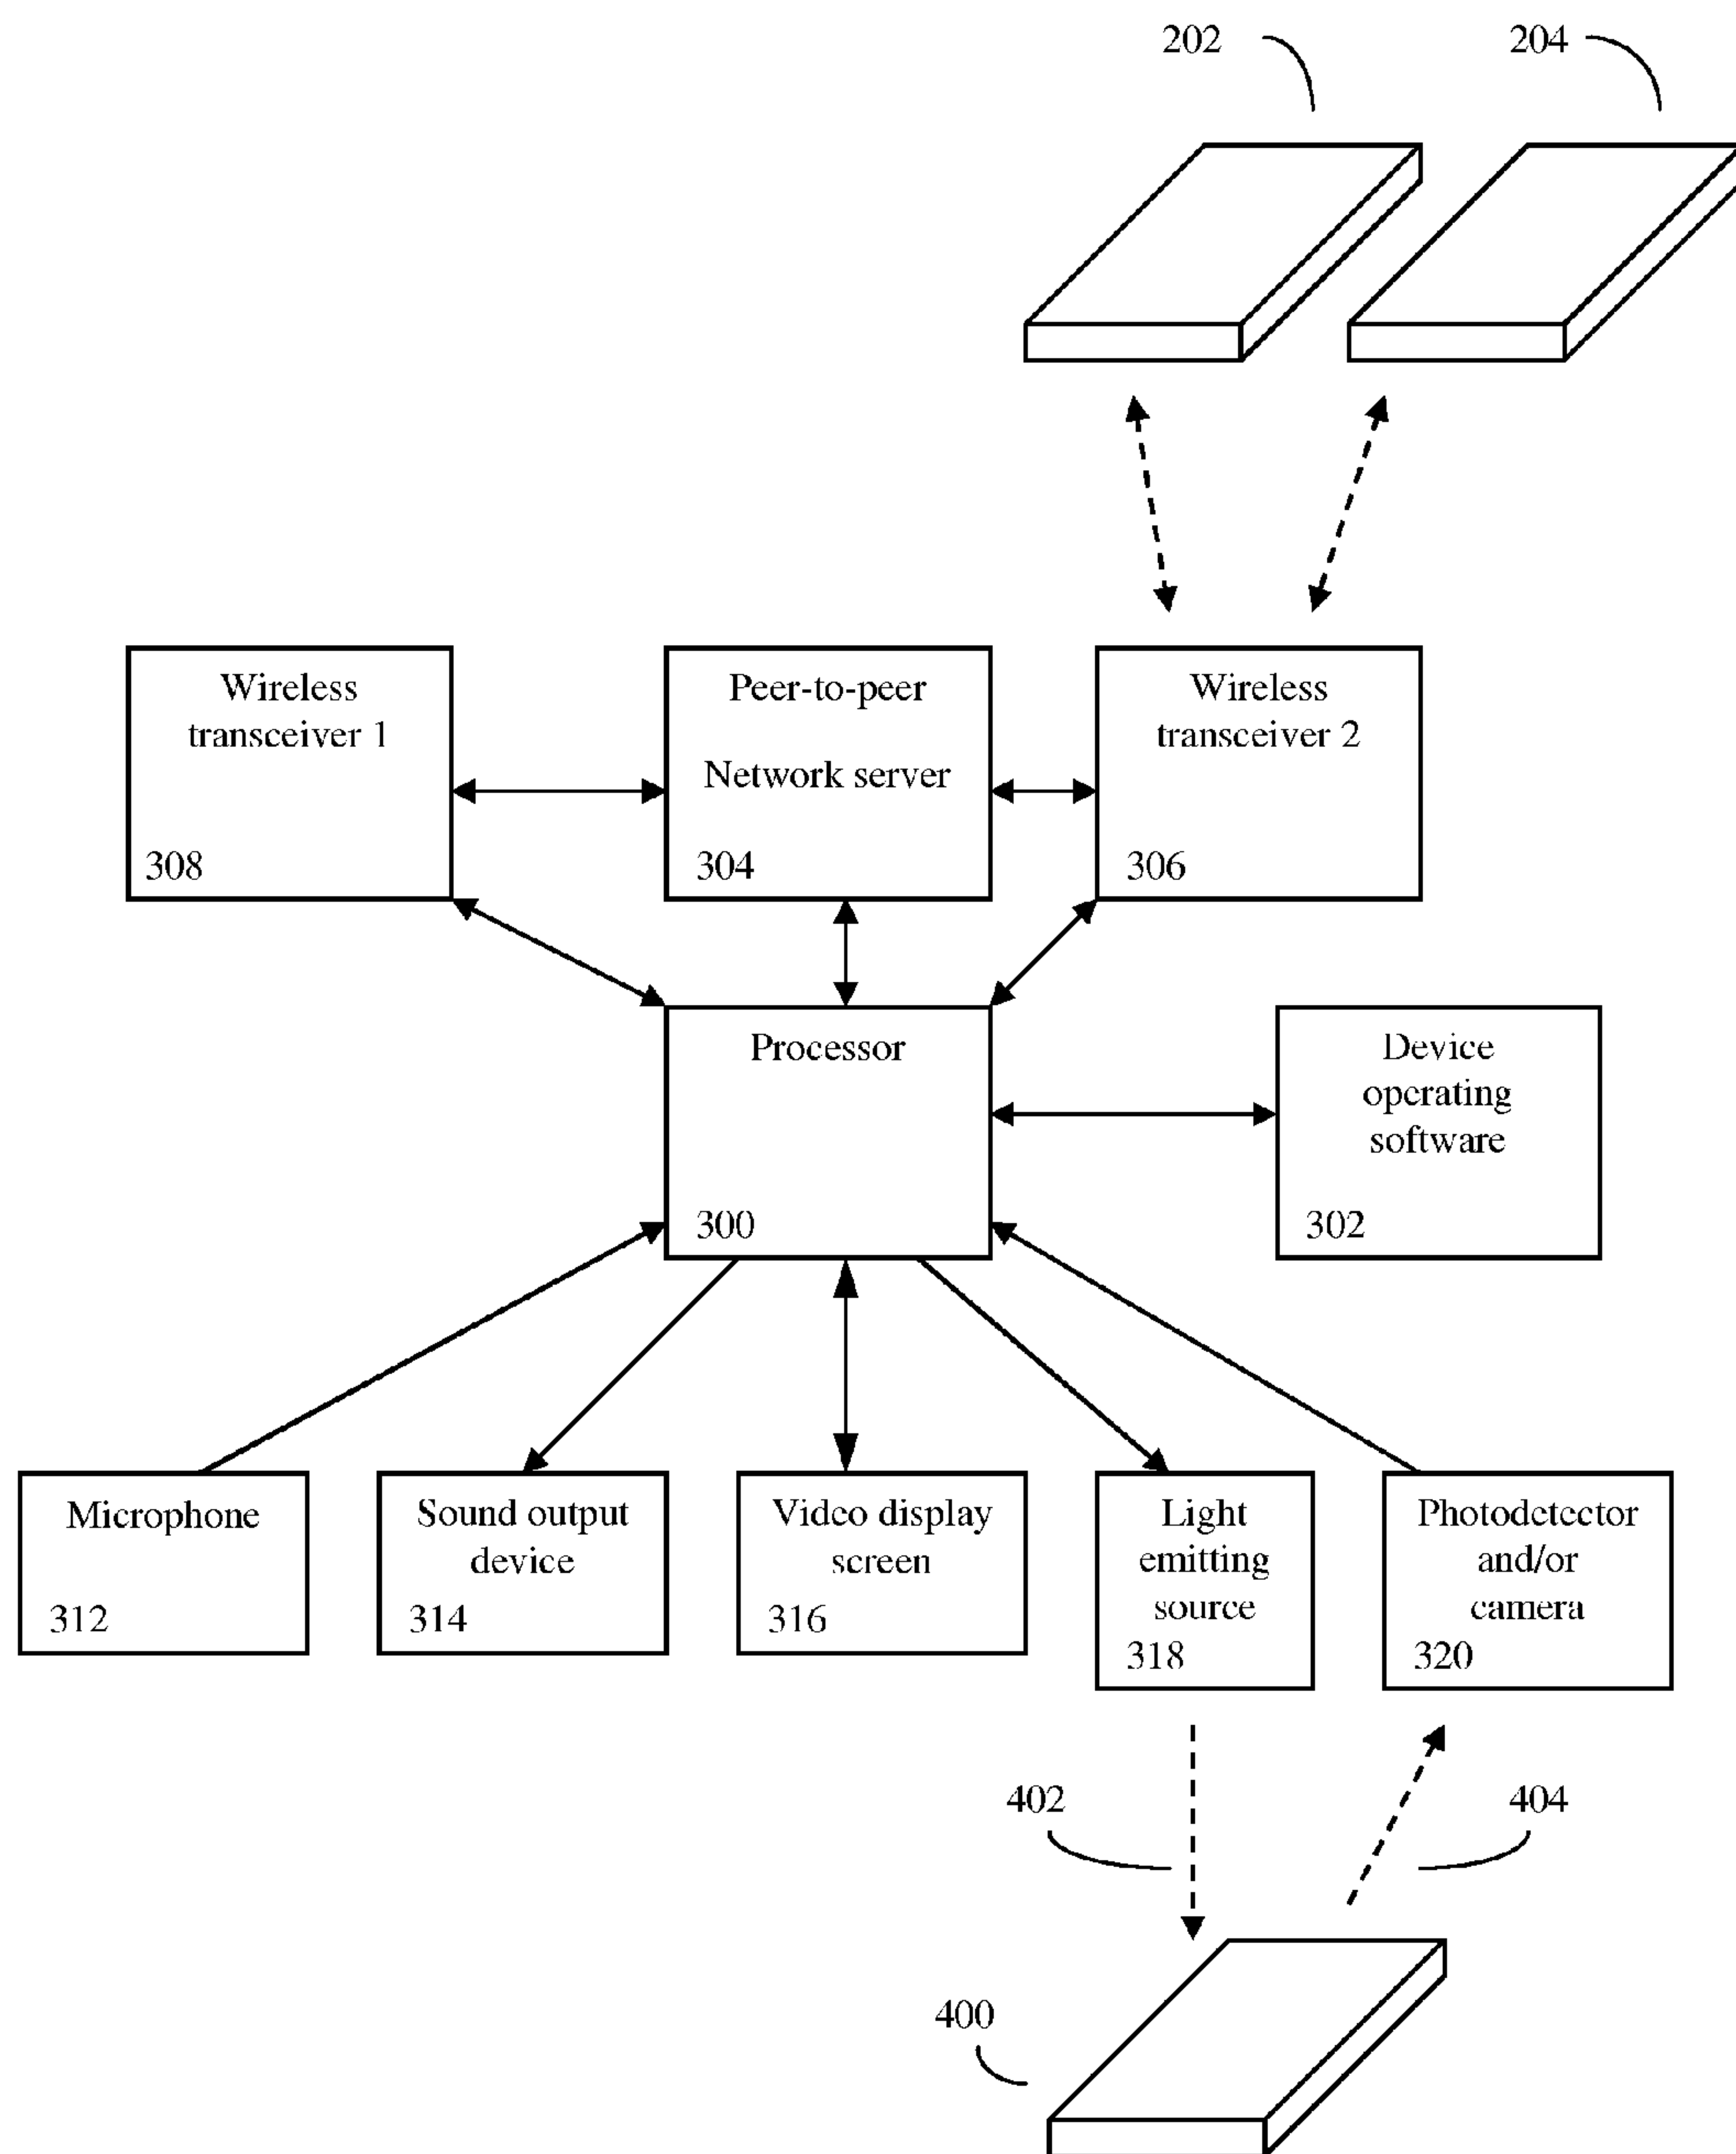 202
204
Wireless
transceiver 1
308
Peer-to-peer
Network server
304
Wireless
transceiver 2
306
Processor
300
Device
operating
software
302
Microphone
312
Sound output
device
314
Video display
screen
316
Light
emitting
source
318
Photodetector
and/or
camera
320
402
404
400